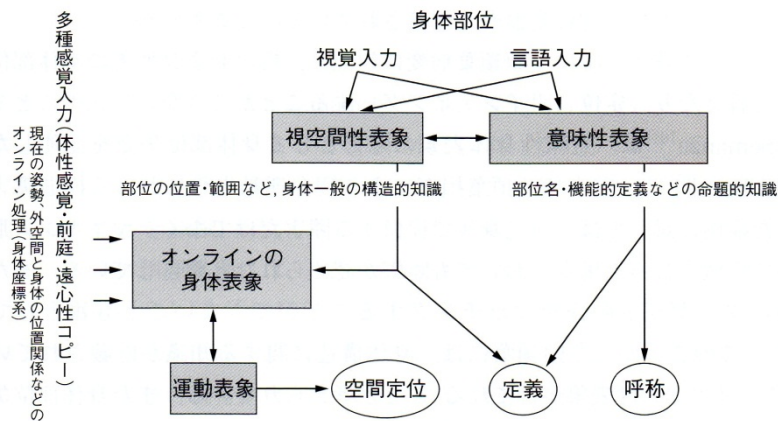 身体部位
視覚入力
言語入力
視空間性表象
意味性表象
部位の位置・範囲など, 身体一般の構造的知識
部位名・機能的定義などの命題的知識
多種感覚入力(体性感覚・前庭・遠心性コピー)
現在の姿勢、外空間と身体の位置関係などの
オンライン処理(身体座標系)
オンラインの
身体表象
運動表象
空間定位
定義
呼称